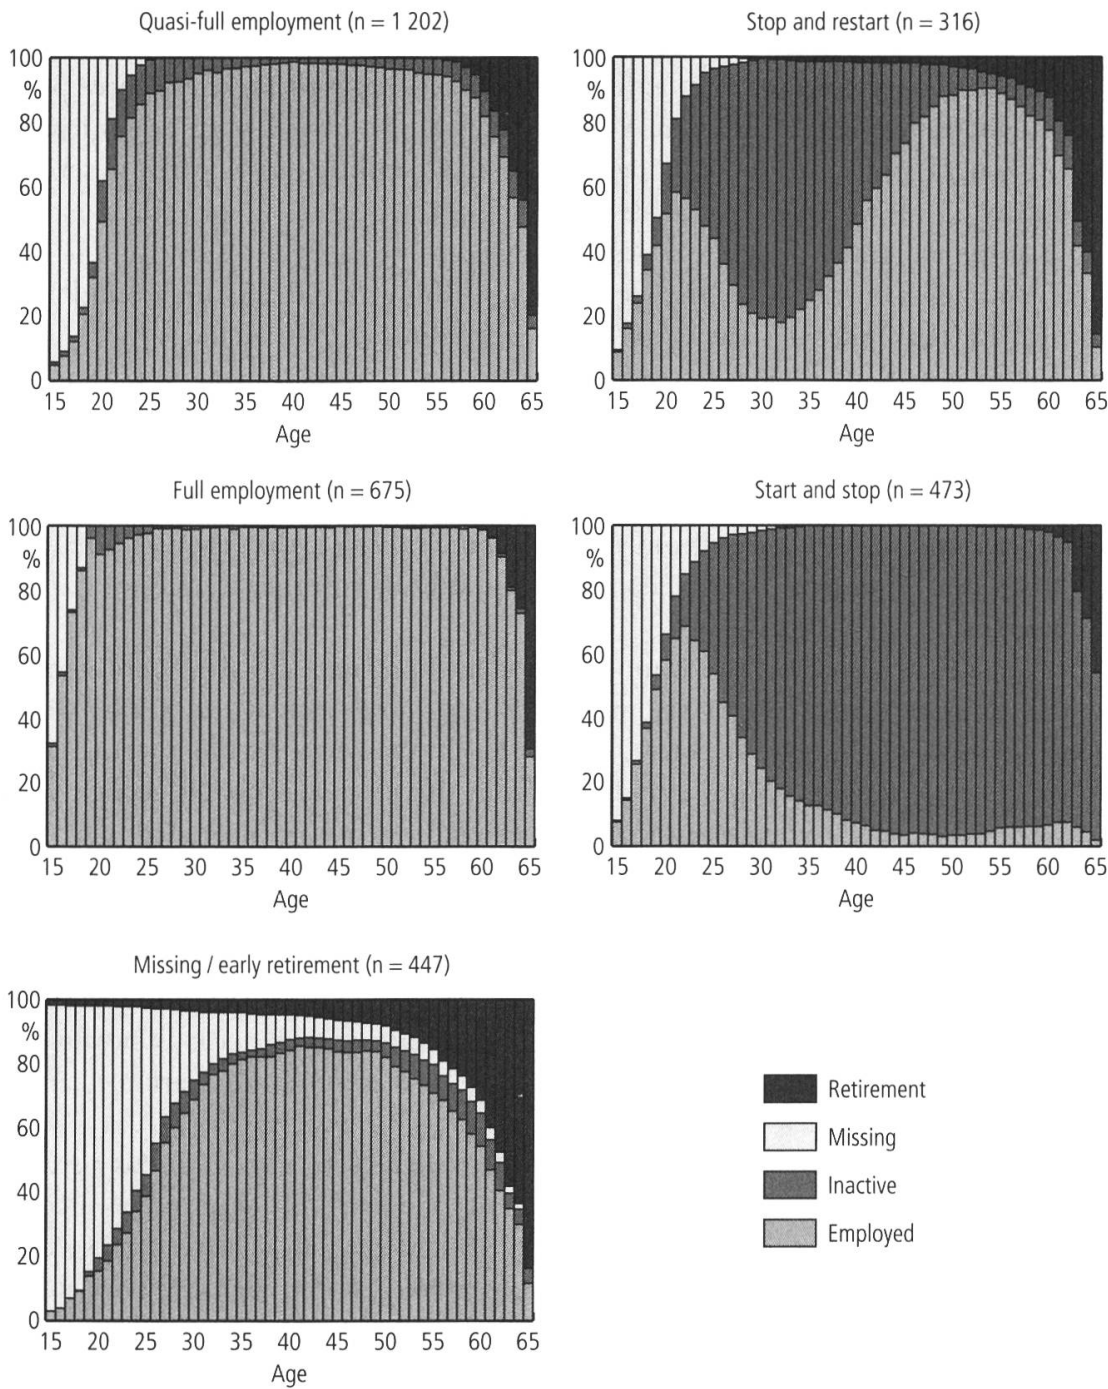 Quasi-full employment (n = 1 202)
100
%
80
60
40
20
0
15 20 25 30 35 40 45 50 55 60 65
Age
Stop and restart (n = 316)
100
%
80
60
40
20
0
15 20 25 30 35 40 45 50 55 60 65
Age
Full employment (n = 675)
100
%
80
60
40
20
0
15 20 25 30 35 40 45 50 55 60 65
Age
Start and stop (n = 473)
100
%
80
60
40
20
0
15 20 25 30 35 40 45 50 55 60 65
Age
Missing / early retirement (n = 447)
100
%
80
60
40
20
0
15 20 25 30 35 40 45 50 55 60 65
Age
Retirement
Missing
Inactive
Employed